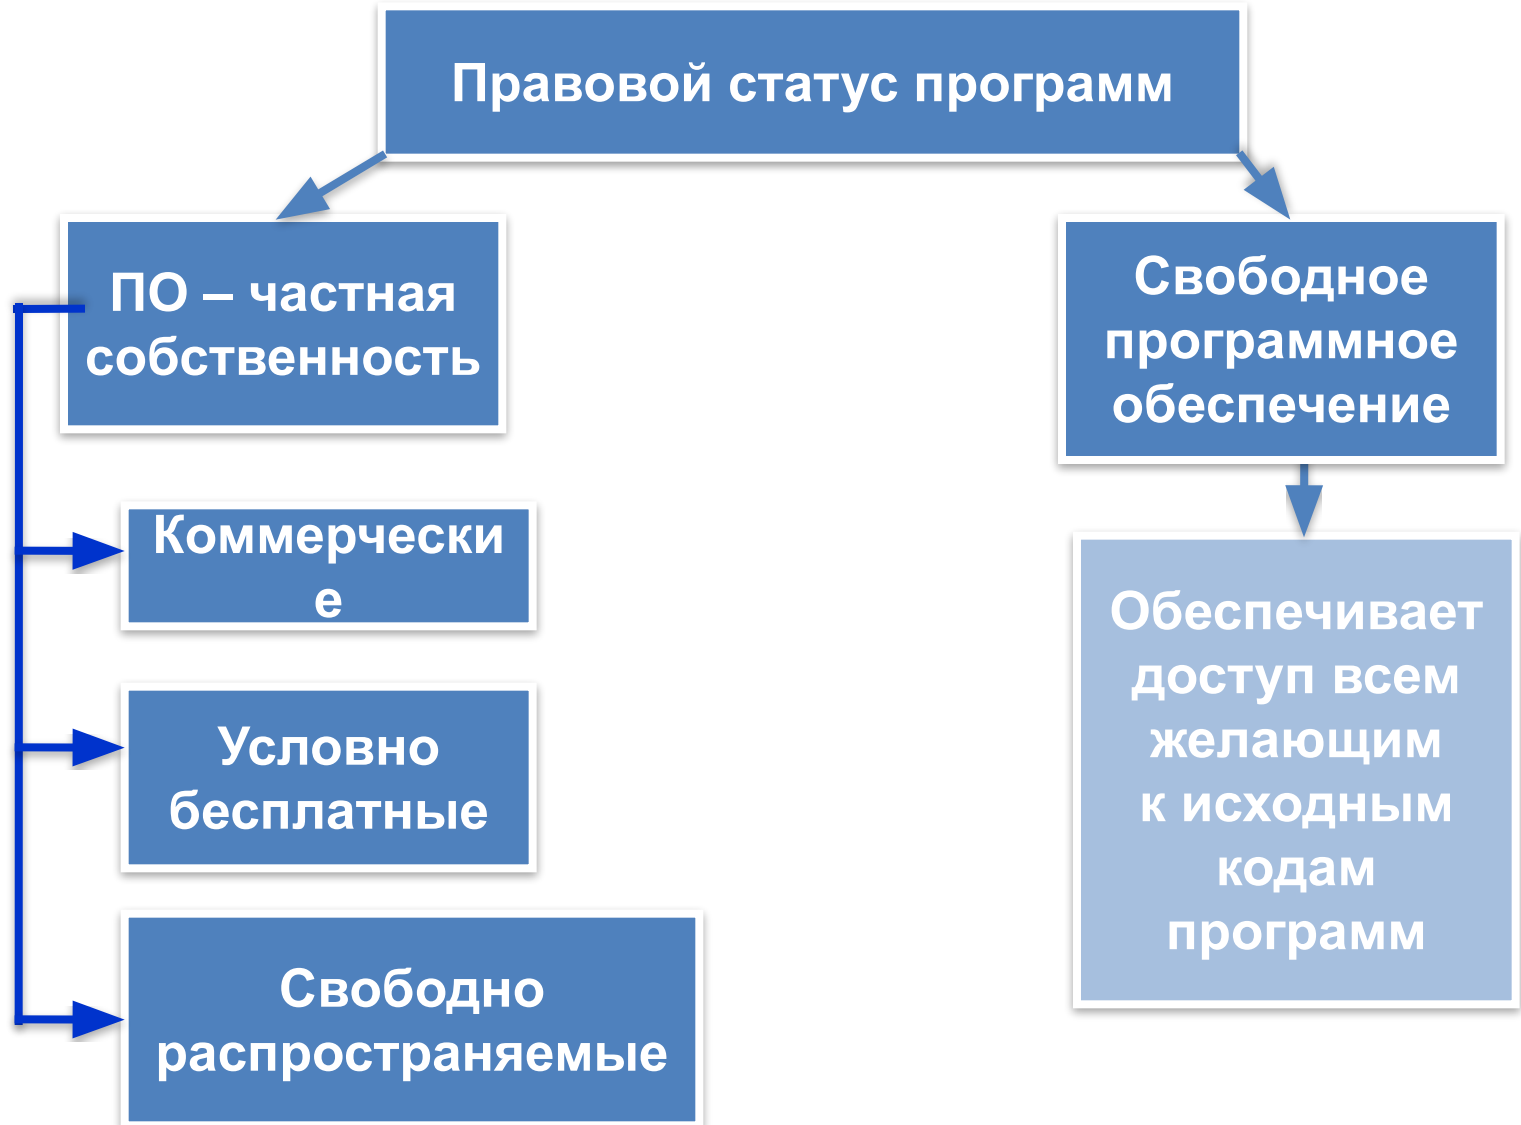 Правовой статус программ
ПО – частная
собственность
Свободное
программное
обеспечение
Коммерчески
е
Условно
бесплатные
Свободно
распространяемые
Обеспечивает
доступ всем
желающим
к исходным
кодам
программ